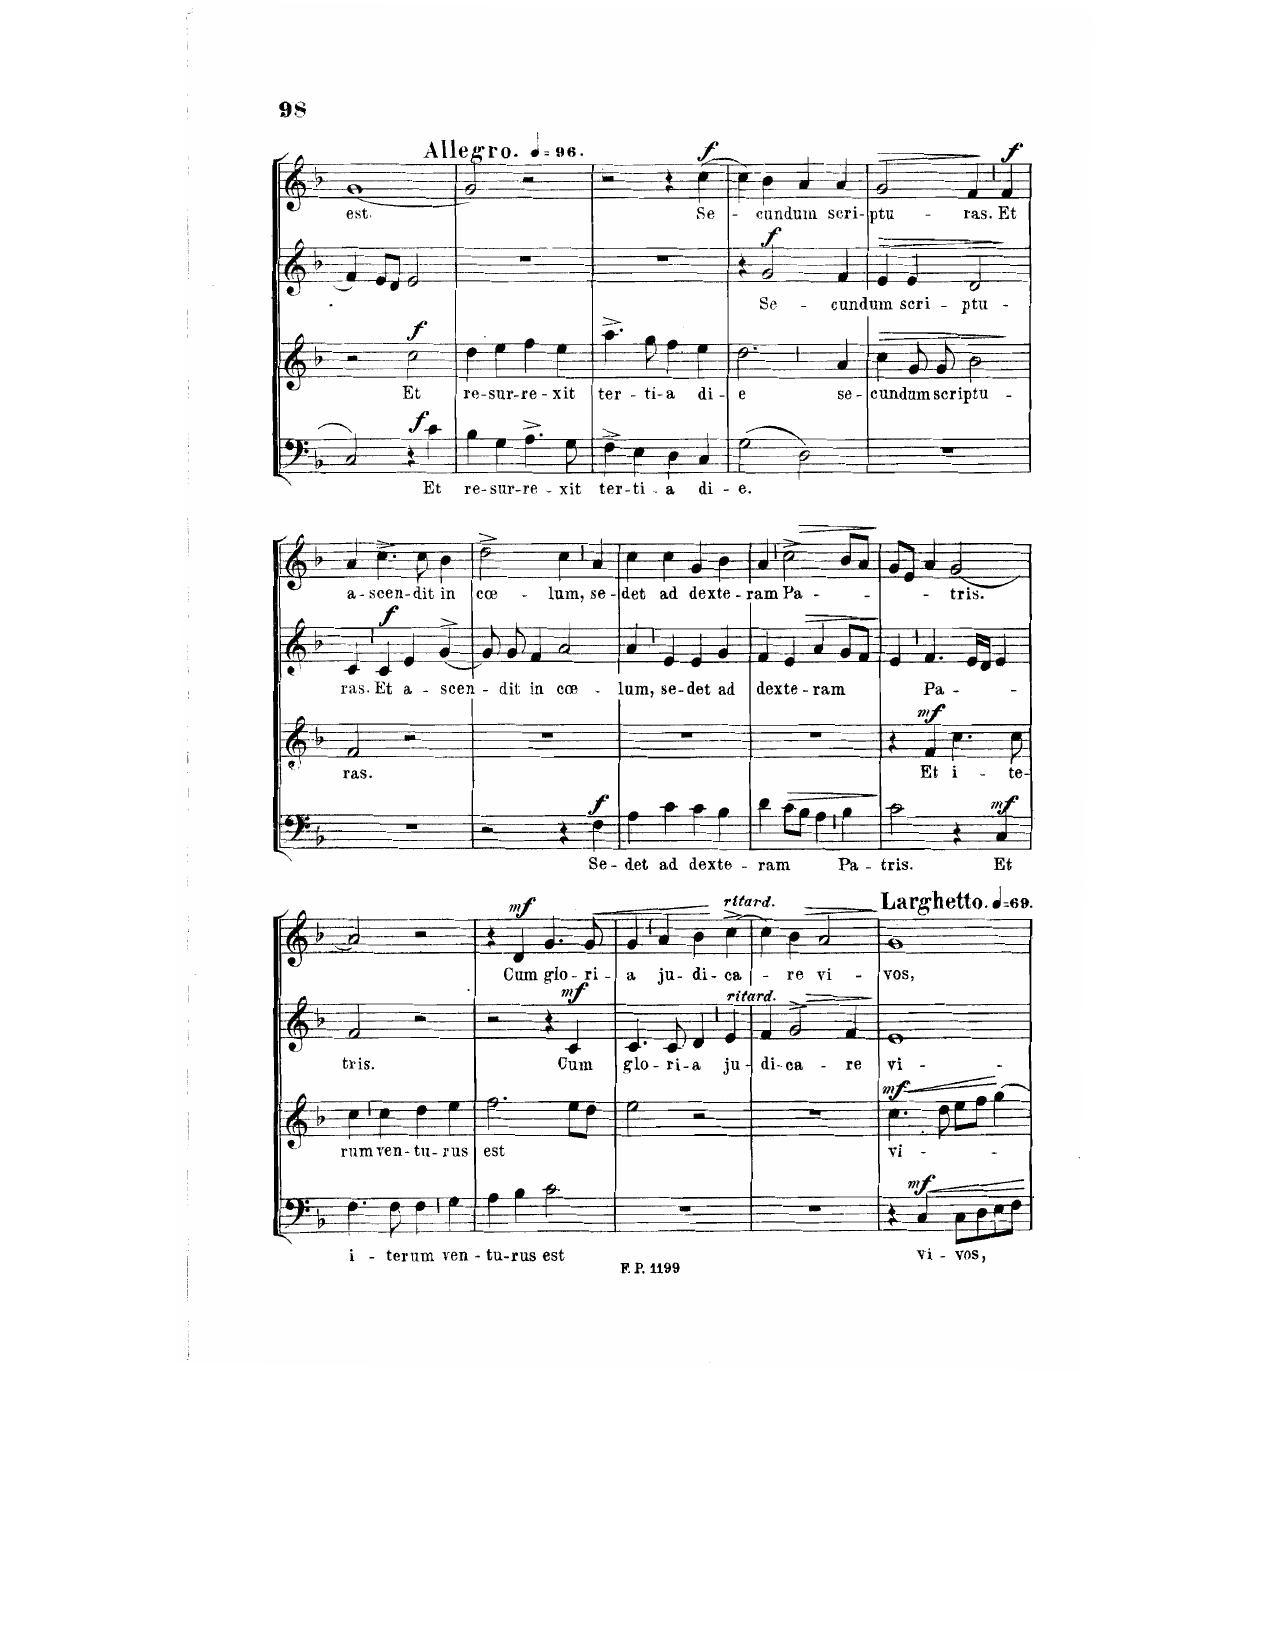 98
Allegro. ♩= 96.
f
est. Se - cundum scri-ptu - ras. Et
f
f
Se - cundum scri - ptu -
f
Et re-sur-re-xit ter - ti-a di - e se-cundum scriptu -
f
Et re-sur-re - xit ter-ti - a di - e.
a-scen-dit in cœ - lum, se-det ad dexte-ram Pa - - - tris.
f
ras. Et a - scen - dit in cœ - lum, se-det ad dexte-ram Pa - -
mf
ras. Et i - te-
f
mf
Se-det ad dexte - ram Pa - tris. Et
Larghetto. ♩=69.
mf
ritard.
Cum glo-ri-a ju-di-ca - re vi - vos,
mf
ritard.
tris. Cum glo-ri-a ju-di-ca - re vi - -
mf
rum ven-tu-rus est vi - -
mf
i - terum ven - tu-rus est vi - vos,
F. P. 1199